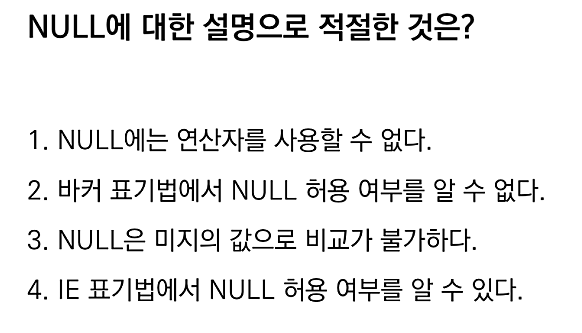 NULL에 대한 설명으로 적절한 것은?
1. NULL에는 연산자를 사용할 수 없다.
2. 바커 표기법에서 NULL 허용 여부를 알 수 없다.
3. NULL은 미지의 값으로 비교가 불가하다.
4. IE 표기법에서 NULL 허용 여부를 알 수 있다.